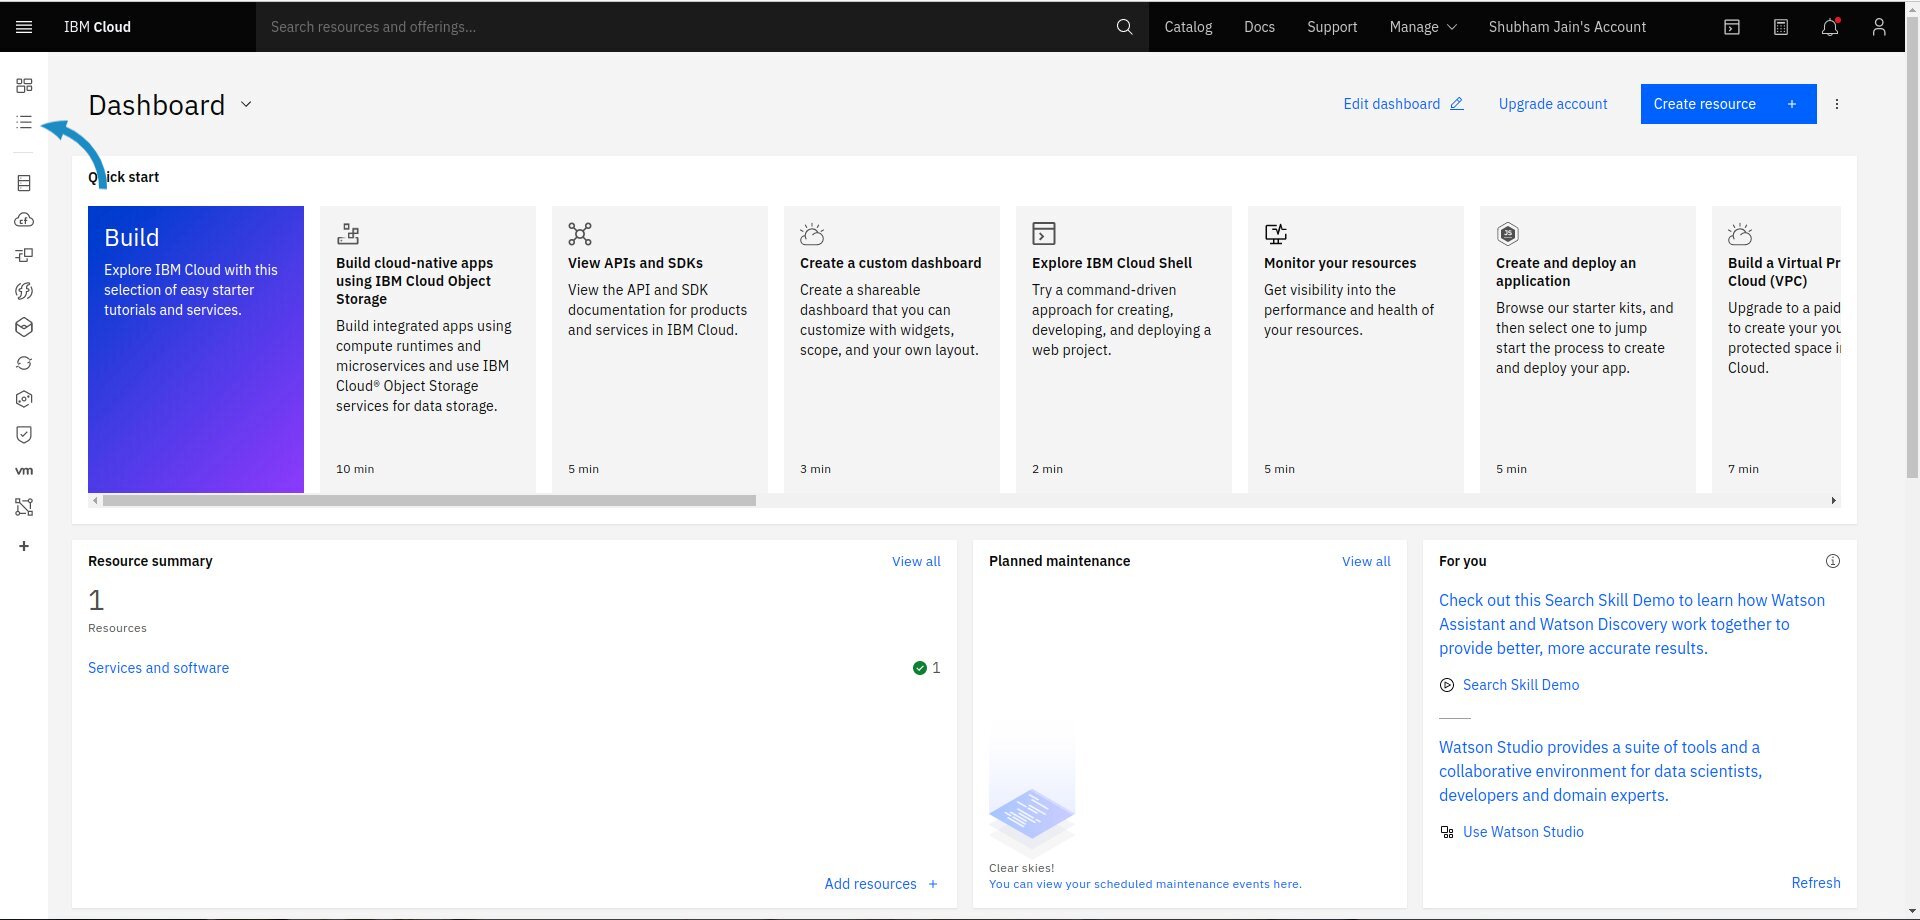 IBM Cloud
Search resources and offerings...
Catalog
Docs
Support
Manage
Shubham Jain's Account
Dashboard
Edit dashboard
Upgrade account
Create resource +
Quick start
Build
Explore IBM Cloud with this
selection of easy starter
tutorials and services.
Build cloud-native apps
using IBM Cloud Object
Storage
Build integrated apps using
compute runtimes and
microservices and use IBM
Cloud® Object Storage
services for data storage.
10 min
View APIs and SDKs
View the API and SDK
documentation for products
and services in IBM Cloud.
5 min
Create a custom dashboard
Create a shareable
dashboard that you can
customize with widgets,
scope, and your own layout.
3 min
Explore IBM Cloud Shell
Try a command-driven
approach for creating,
developing, and deploying a
web project.
2 min
Monitor your resources
Get visibility into the
performance and health of
your resources.
5 min
JS
Create and deploy an
application
Browse our starter kits, and
then select one to jump
start the process to create
and deploy your app.
5 min
Build a Virtual Pr
Cloud (VPC)
Upgrade to a paid
to create your you
protected space i
Cloud.
7 min
cf
vm
+
Resource summary
View all
1
Resources
Services and software
1
Add resources +
Planned maintenance
View all
Clear skies!
You can view your scheduled maintenance events here.
For you
Check out this Search Skill Demo to learn how Watson
Assistant and Watson Discovery work together to
provide better, more accurate results.
Search Skill Demo
Watson Studio provides a suite of tools and a
collaborative environment for data scientists,
developers and domain experts.
Use Watson Studio
Refresh